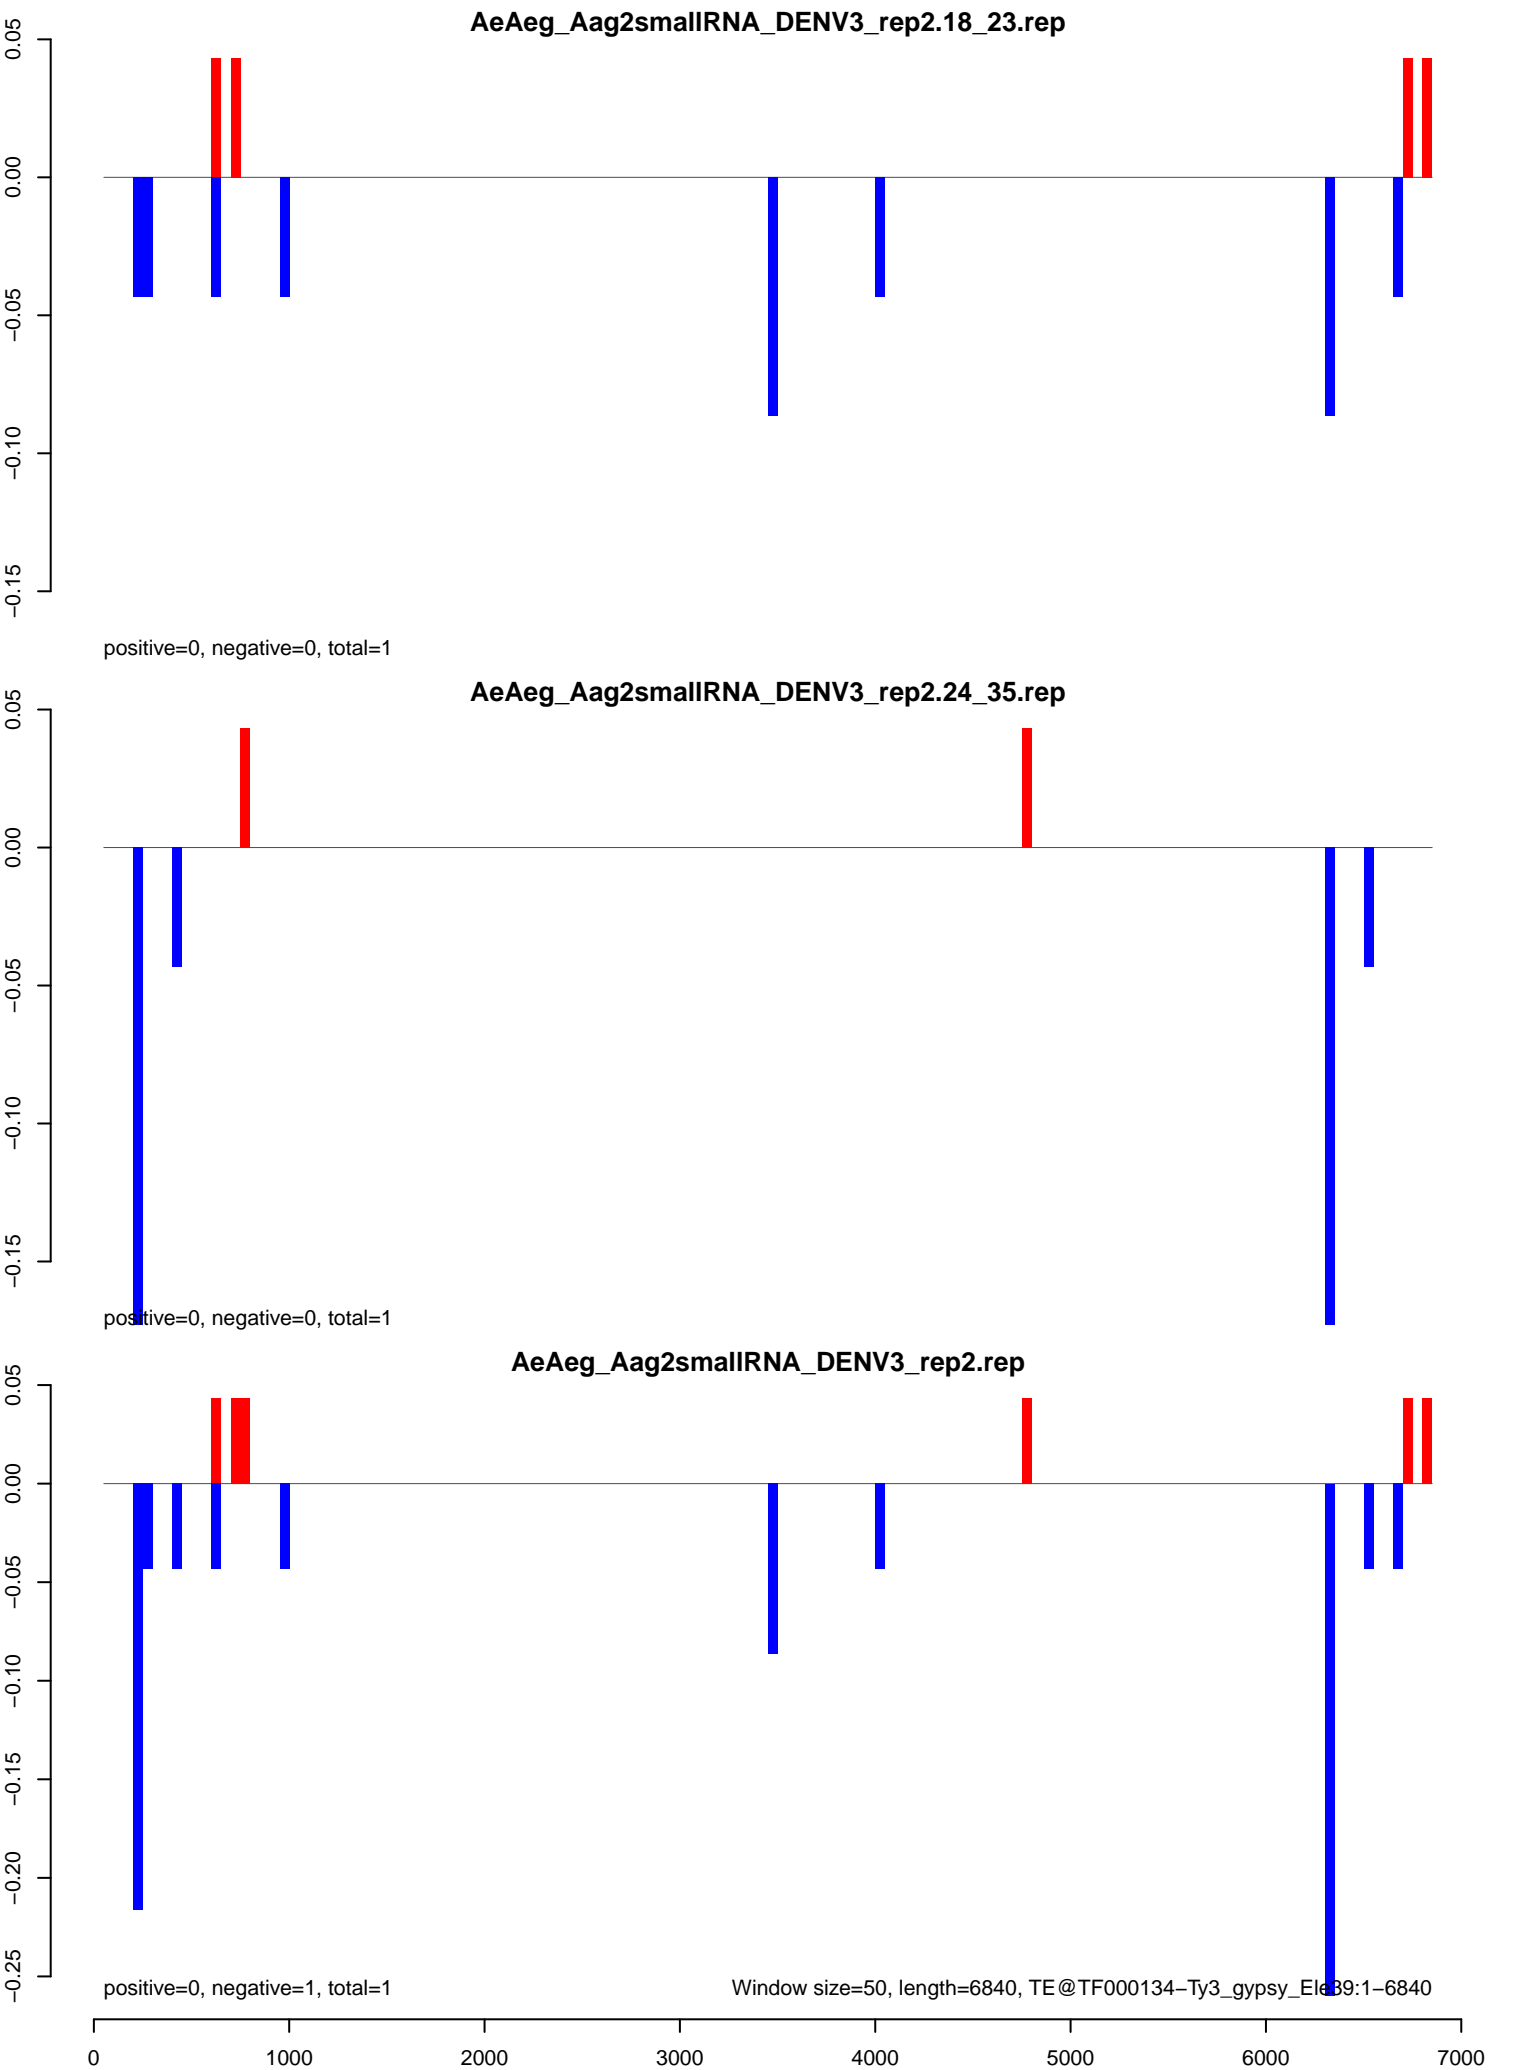 AeAeg_Aag2smallRNA_DENV3_rep2.18_23.rep
0.05
0.00
−0.05
−0.10
−0.15
positive=0, negative=0, total=1
AeAeg_Aag2smallRNA_DENV3_rep2.24_35.rep
0.05
0.00
−0.05
−0.10
−0.15
positive=0, negative=0, total=1
AeAeg_Aag2smallRNA_DENV3_rep2.rep
0.05
0.00
−0.05
−0.10
−0.15
−0.20
−0.25
positive=0, negative=1, total=1
Window size=50, length=6840, TE@TF000134−Ty3_gypsy_Ele39:1−6840
0 1000 2000 3000 4000 5000 6000 7000